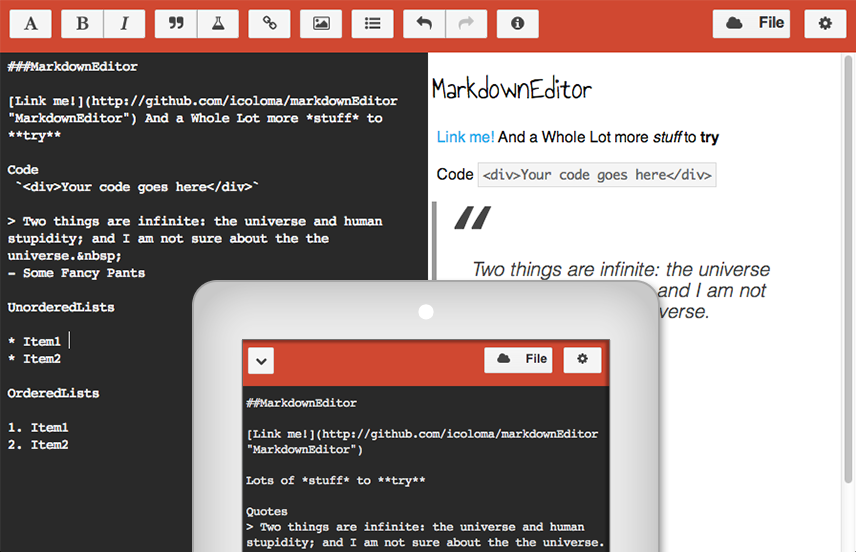 A B I File
###MarkdownEditor
[Link me!](http://github.com/icoloma/markdownEditor
"MarkdownEditor") And a Whole Lot more *stuff* to
**try**
Code
`<div>Your code goes here</div>`
> Two things are infinite: the universe and human
stupidity; and I am not sure about the the
universe.&nbsp;
- Some Fancy Pants
UnorderedLists
* Item1
* Item2
OrderedLists
1. Item1
2. Item2
MarkdownEditor
Link me! And a Whole Lot more stuff to try
Code <div>Your code goes here</div>
“
Two things are infinite: the universe
and I am not
verse.
File
##MarkdownEditor
[Link me!](http://github.com/icoloma/markdownEditor
"MarkdownEditor")
Lots of *stuff* to **try**
Quotes
> Two things are infinite: the universe and human
stupidity; and I am not sure about the the universe.